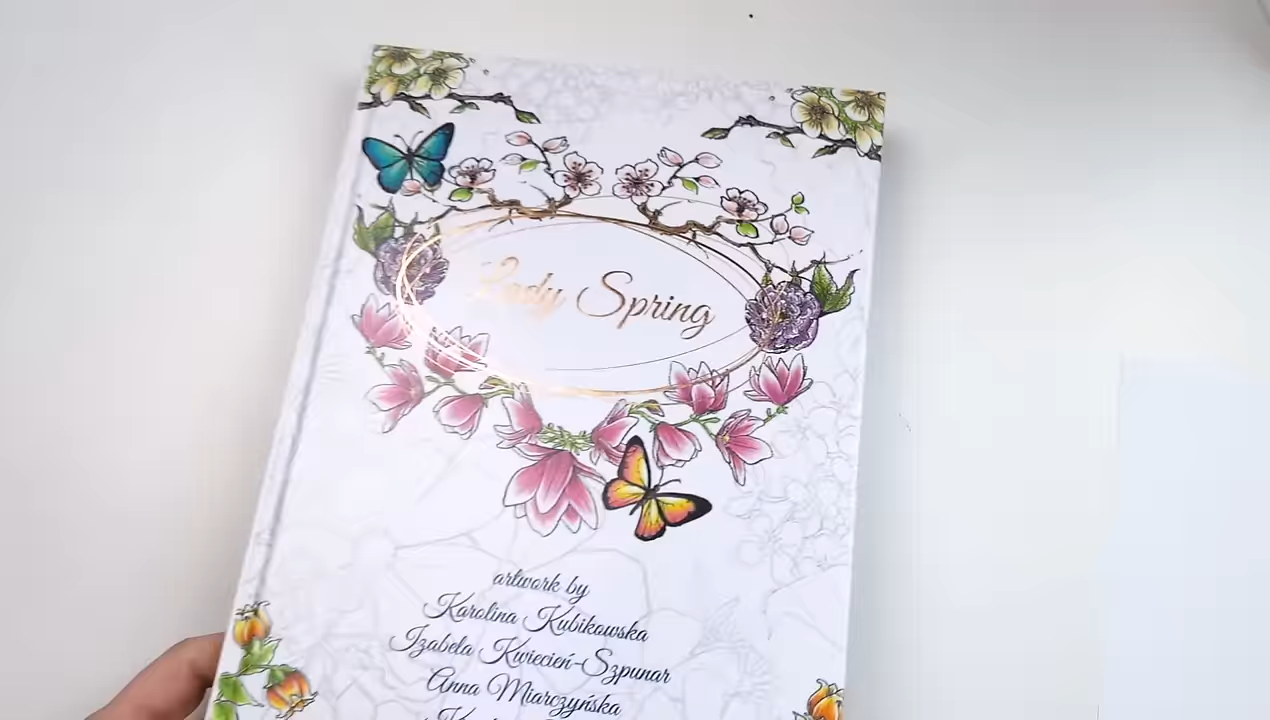 Lady Spring
artwork by
Karolina Kubikowska
Izabela Kwiecień-Szpunar
Anna Miarczyńska